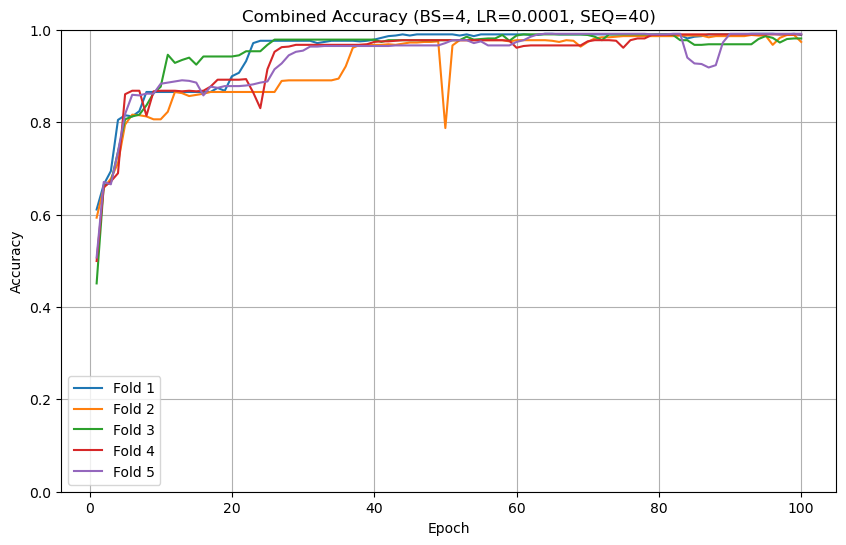 Combined Accuracy (BS=4, LR=0.0001, SEQ=40)
1.0
0.8
0.6
0.4
0.2
0.0
Accuracy
Fold 1
Fold 2
Fold 3
Fold 4
Fold 5
0 20 40 60 80 100
Epoch